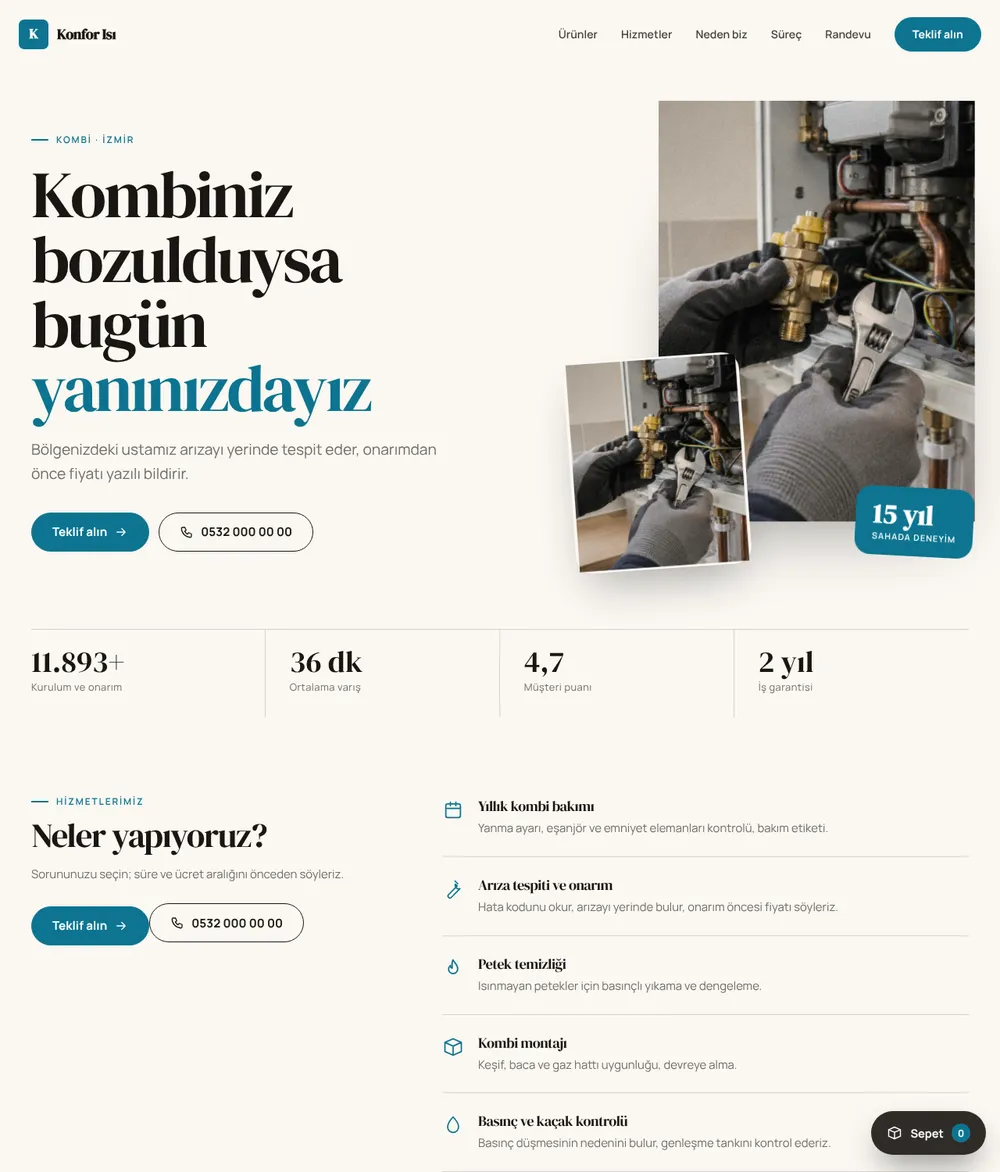 K
Konfor Isı
Ürünler
Hizmetler
Neden biz
Süreç
Randevu
Teklif alın
KOMBİ · İZMİR
Kombiniz
bozulduysa
bugün
yanınızdayız
Bölgenizdeki ustamız arızayı yerinde tespit eder, onarımdan
önce fiyatı yazılı bildirir.
Teklif alın →
0532 000 00 00
15 yıl
SAHADA DENEYİM
11.893+
Kurulum ve onarım
36 dk
Ortalama varış
4,7
Müşteri puanı
2 yıl
İş garantisi
HİZMETLERİMİZ
Neler yapıyoruz?
Sorununuzu seçin; süre ve ücret aralığını önceden söyleriz.
Teklif alın →
0532 000 00 00
Yıllık kombi bakımı
Yanma ayarı, eşanjör ve emniyet elemanları kontrolü, bakım etiketi.
Arıza tespiti ve onarım
Hata kodunu okur, arızayı yerinde bulur, onarım öncesi fiyatı söyleriz.
Petek temizliği
Isınmayan petekler için basınçlı yıkama ve dengeleme.
Kombi montajı
Keşif, baca ve gaz hattı uygunluğu, devreye alma.
Basınç ve kaçak kontrolü
Basınç düşmesinin nedenini bulur, genleşme tankını kontrol ederiz.
Sepet 0